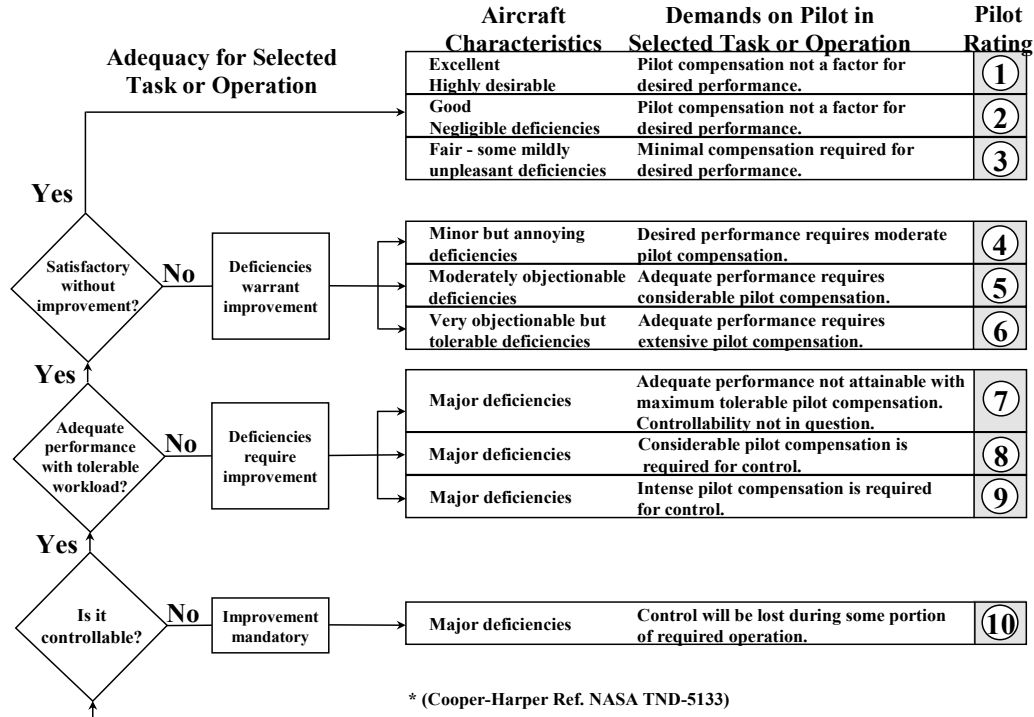 Adequacy for Selected
Task or Operation
Aircraft
Characteristics
Demands on Pilot in
Selected Task or Operation
Pilot
Rating
Excellent
Highly desirable
Pilot compensation not a factor for
desired performance.
1
Good
Negligible deficiencies
Pilot compensation not a factor for
desired performance.
2
Fair - some mildly
unpleasant deficiencies
Minimal compensation required for
desired performance.
3
Yes
Satisfactory
without
improvement?
No
Deficiencies
warrant
improvement
Minor but annoying
deficiencies
Desired performance requires moderate
pilot compensation.
4
Moderately objectionable
deficiencies
Adequate performance requires
considerable pilot compensation.
5
Very objectionable but
tolerable deficiencies
Adequate performance requires
extensive pilot compensation.
6
Yes
Adequate
performance
with tolerable
workload?
No
Deficiencies
require
improvement
Major deficiencies
Adequate performance not attainable with
maximum tolerable pilot compensation.
Controllability not in question.
7
Major deficiencies
Considerable pilot compensation is
required for control.
8
Major deficiencies
Intense pilot compensation is required
for control.
9
Yes
Is it
controllable?
No
Improvement
mandatory
Major deficiencies
Control will be lost during some portion
of required operation.
10
* (Cooper-Harper Ref. NASA TND-5133)